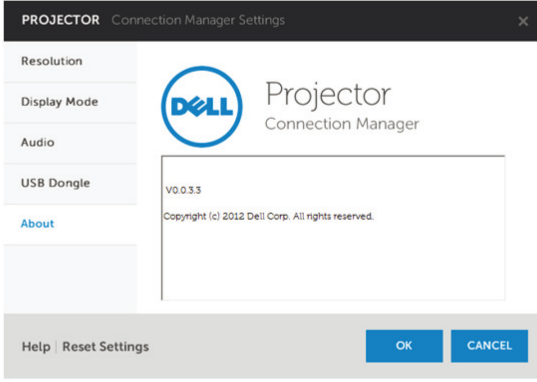 PROJECTOR Connection Manager Settings ×
Resolution
Display Mode
Audio
USB Dongle
About
DELL
Projector
Connection Manager
V0.0.3.3
Copyright (c) 2012 Dell Corp. All rights reserved.
Help | Reset Settings
OK
CANCEL